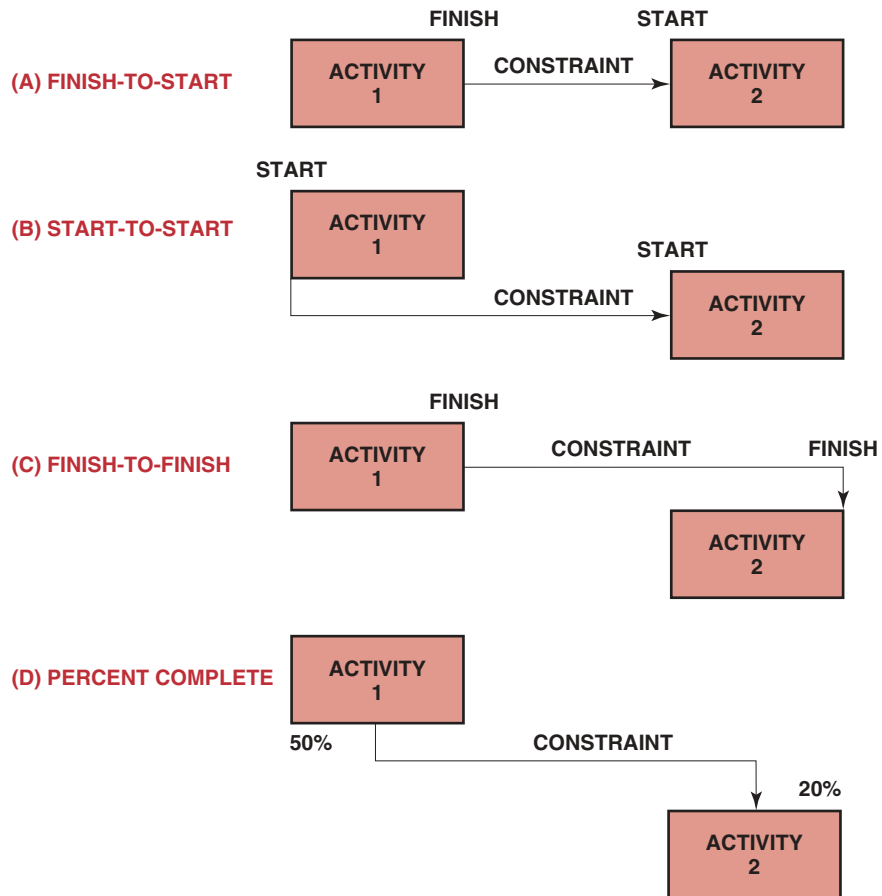 FINISH START
(A) FINISH-TO-START
ACTIVITY
1
CONSTRAINT
ACTIVITY
2
START
(B) START-TO-START
ACTIVITY
1
START
CONSTRAINT
ACTIVITY
2
FINISH
(C) FINISH-TO-FINISH
ACTIVITY
1
CONSTRAINT
FINISH
ACTIVITY
2
(D) PERCENT COMPLETE
ACTIVITY
1
50%
CONSTRAINT
20%
ACTIVITY
2